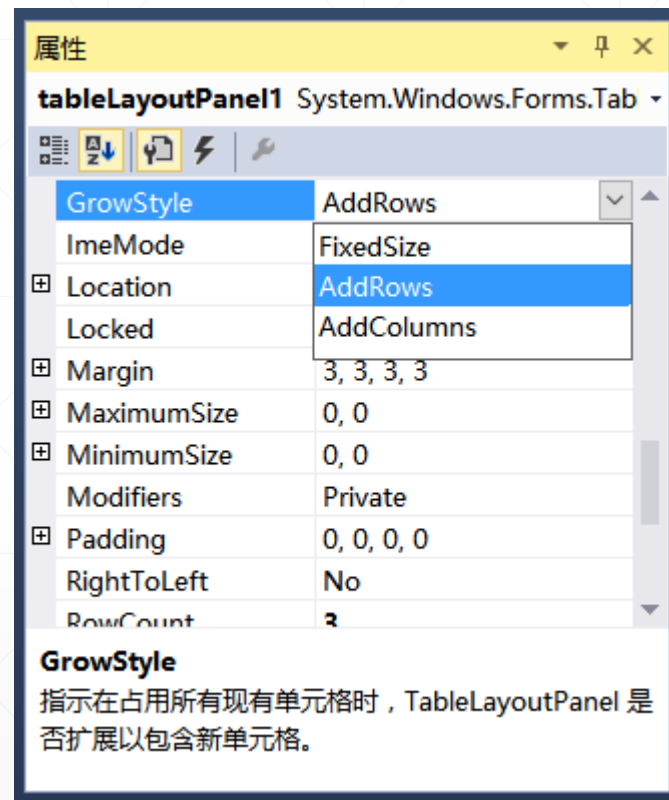 属性
tableLayoutPanel1 System.Windows.Forms.Tab
GrowStyle AddRows
ImeMode FixedSize
Location AddRows
Locked AddColumns
Margin 3, 3, 3, 3
MaximumSize 0, 0
MinimumSize 0, 0
Modifiers Private
Padding 0, 0, 0, 0
RightToLeft No
RowCount 3
GrowStyle
指示在占用所有现有单元格时，TableLayoutPanel 是
否扩展以包含新单元格。